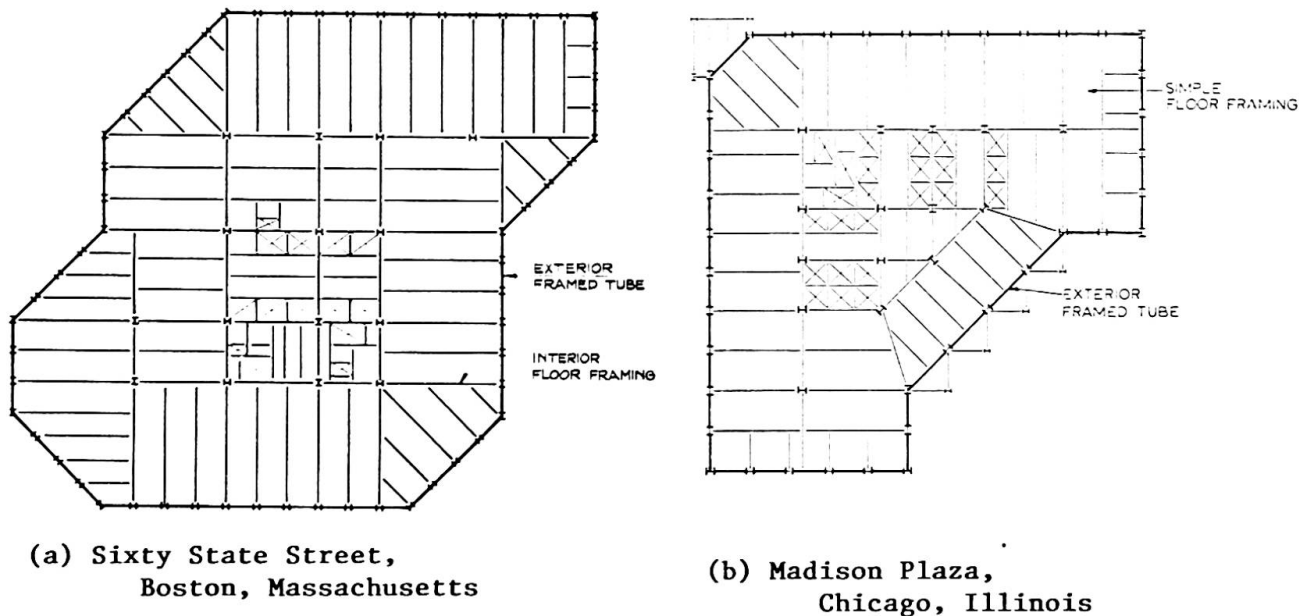 EXTERIOR
FRAMED TUBE
INTERIOR
FLOOR FRAMING
(a) Sixty State Street,
Boston, Massachusetts
SIMPLE
FLOOR FRAMING
EXTERIOR
FRAMED TUBE
(b) Madison Plaza,
Chicago, Illinois